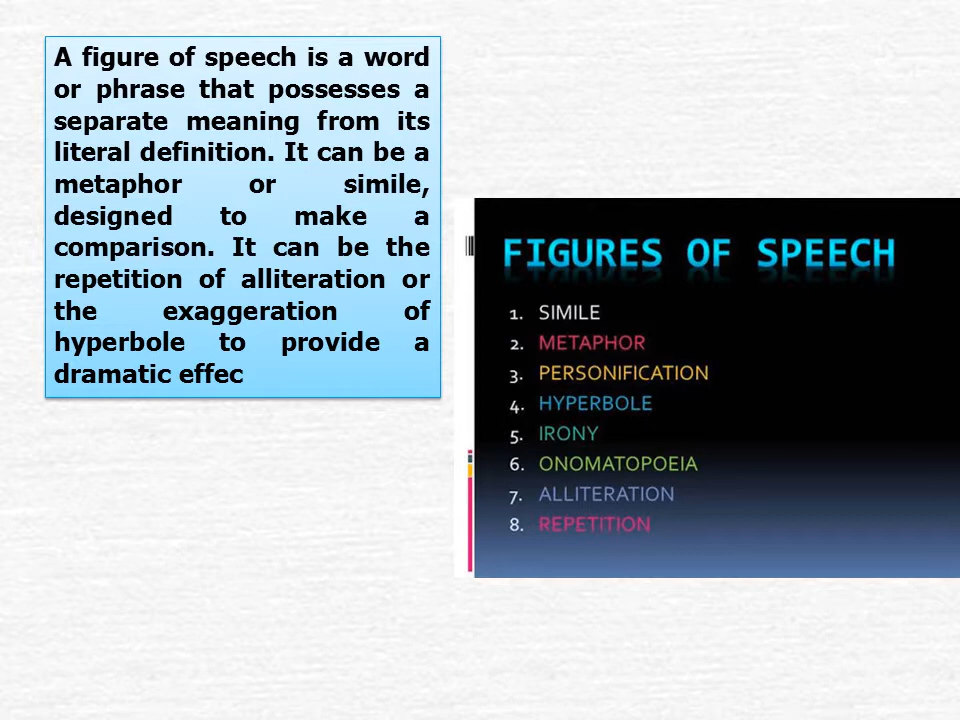 A figure of speech is a word
or phrase that possesses a
separate meaning from its
literal definition. It can be a
metaphor or simile,
designed to make a
comparison. It can be the
repetition of alliteration or
the exaggeration of
hyperbole to provide a
dramatic effec
FIGURES OF SPEECH
1. SIMILE
2. METAPHOR
3. PERSONIFICATION
4. HYPERBOLE
5. IRONY
6. ONOMATOPOEIA
7. ALLITERATION
8. REPETITION